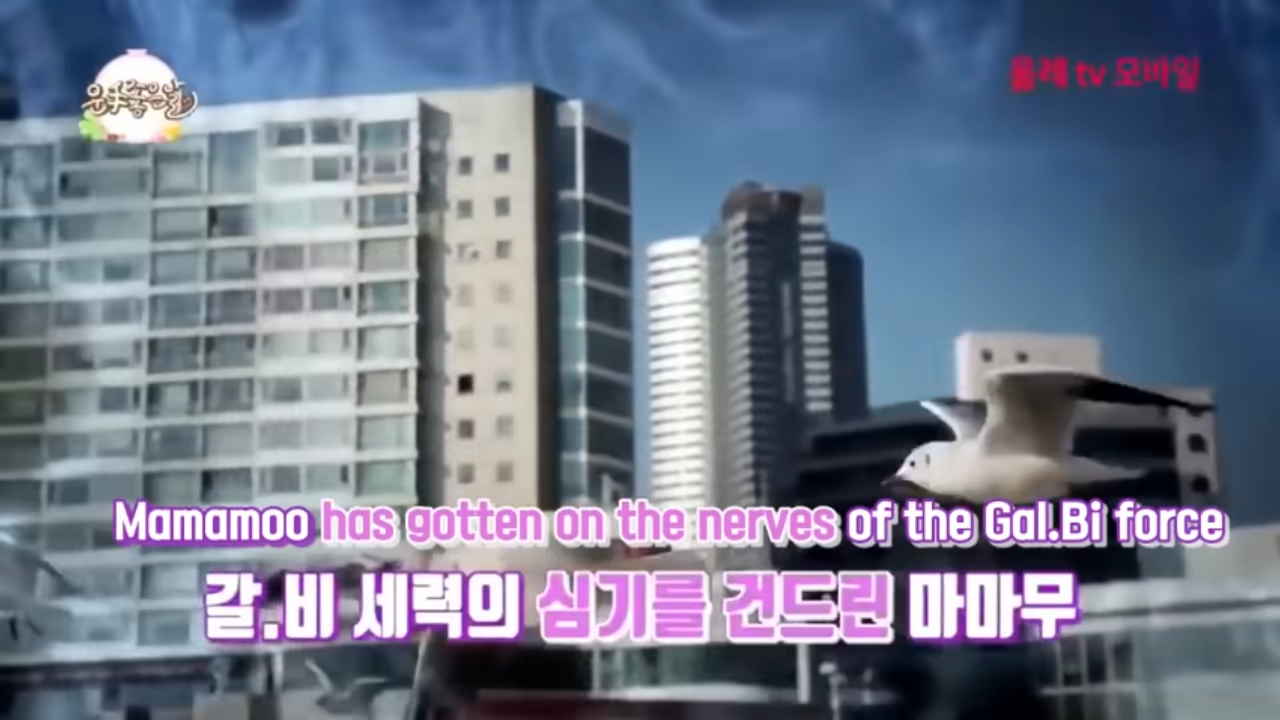 올레 tv 모바일
Mamamoo has gotten on the nerves of the Gal.Bi force
갈.비 세력의 심기를 건드린 마마무